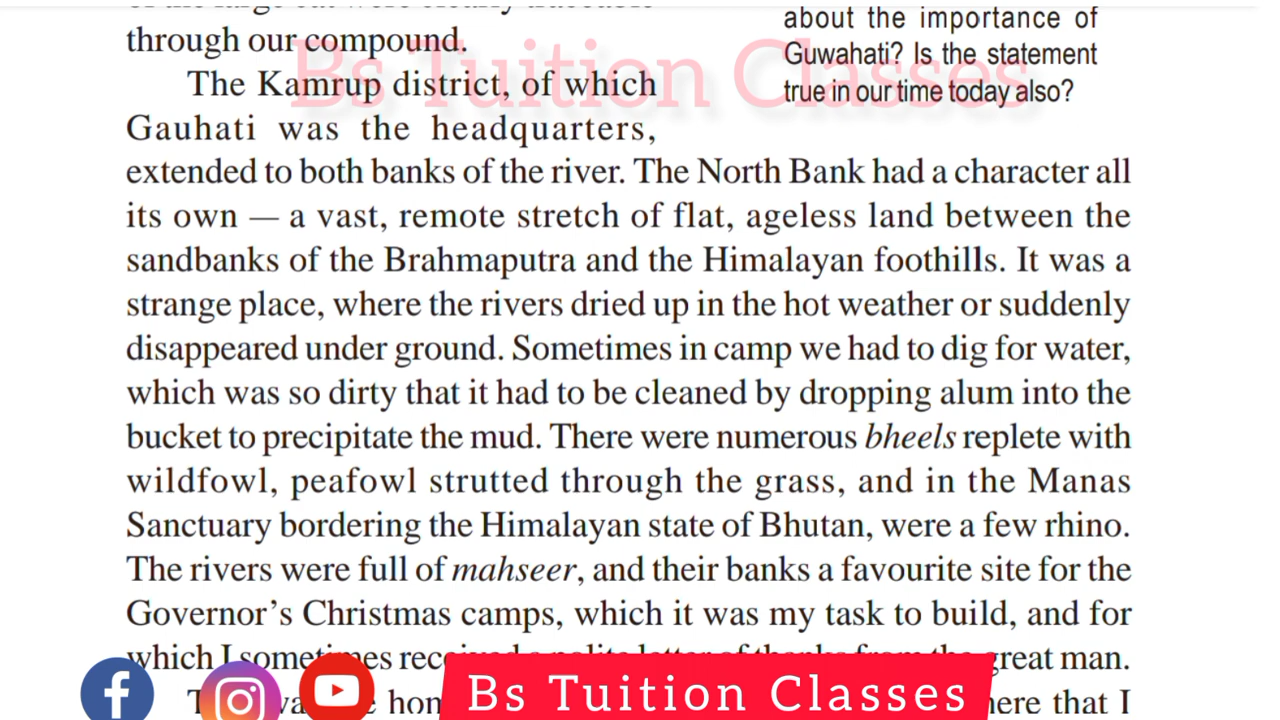 through our compound.
The Kamrup district, of which
Gauhati was the headquarters,
extended to both banks of the river. The North Bank had a character all
its own — a vast, remote stretch of flat, ageless land between the
sandbanks of the Brahmaputra and the Himalayan foothills. It was a
strange place, where the rivers dried up in the hot weather or suddenly
disappeared under ground. Sometimes in camp we had to dig for water,
which was so dirty that it had to be cleaned by dropping alum into the
bucket to precipitate the mud. There were numerous bheels replete with
wildfowl, peafowl strutted through the grass, and in the Manas
Sanctuary bordering the Himalayan state of Bhutan, were a few rhino.
The rivers were full of mahseer, and their banks a favourite site for the
Governor's Christmas camps, which it was my task to build, and for
which I sometimes great man.
that I
about the importance of
Guwahati? Is the statement
true in our time today also?
Bs Tuition Classes
Bs Tuition Classes